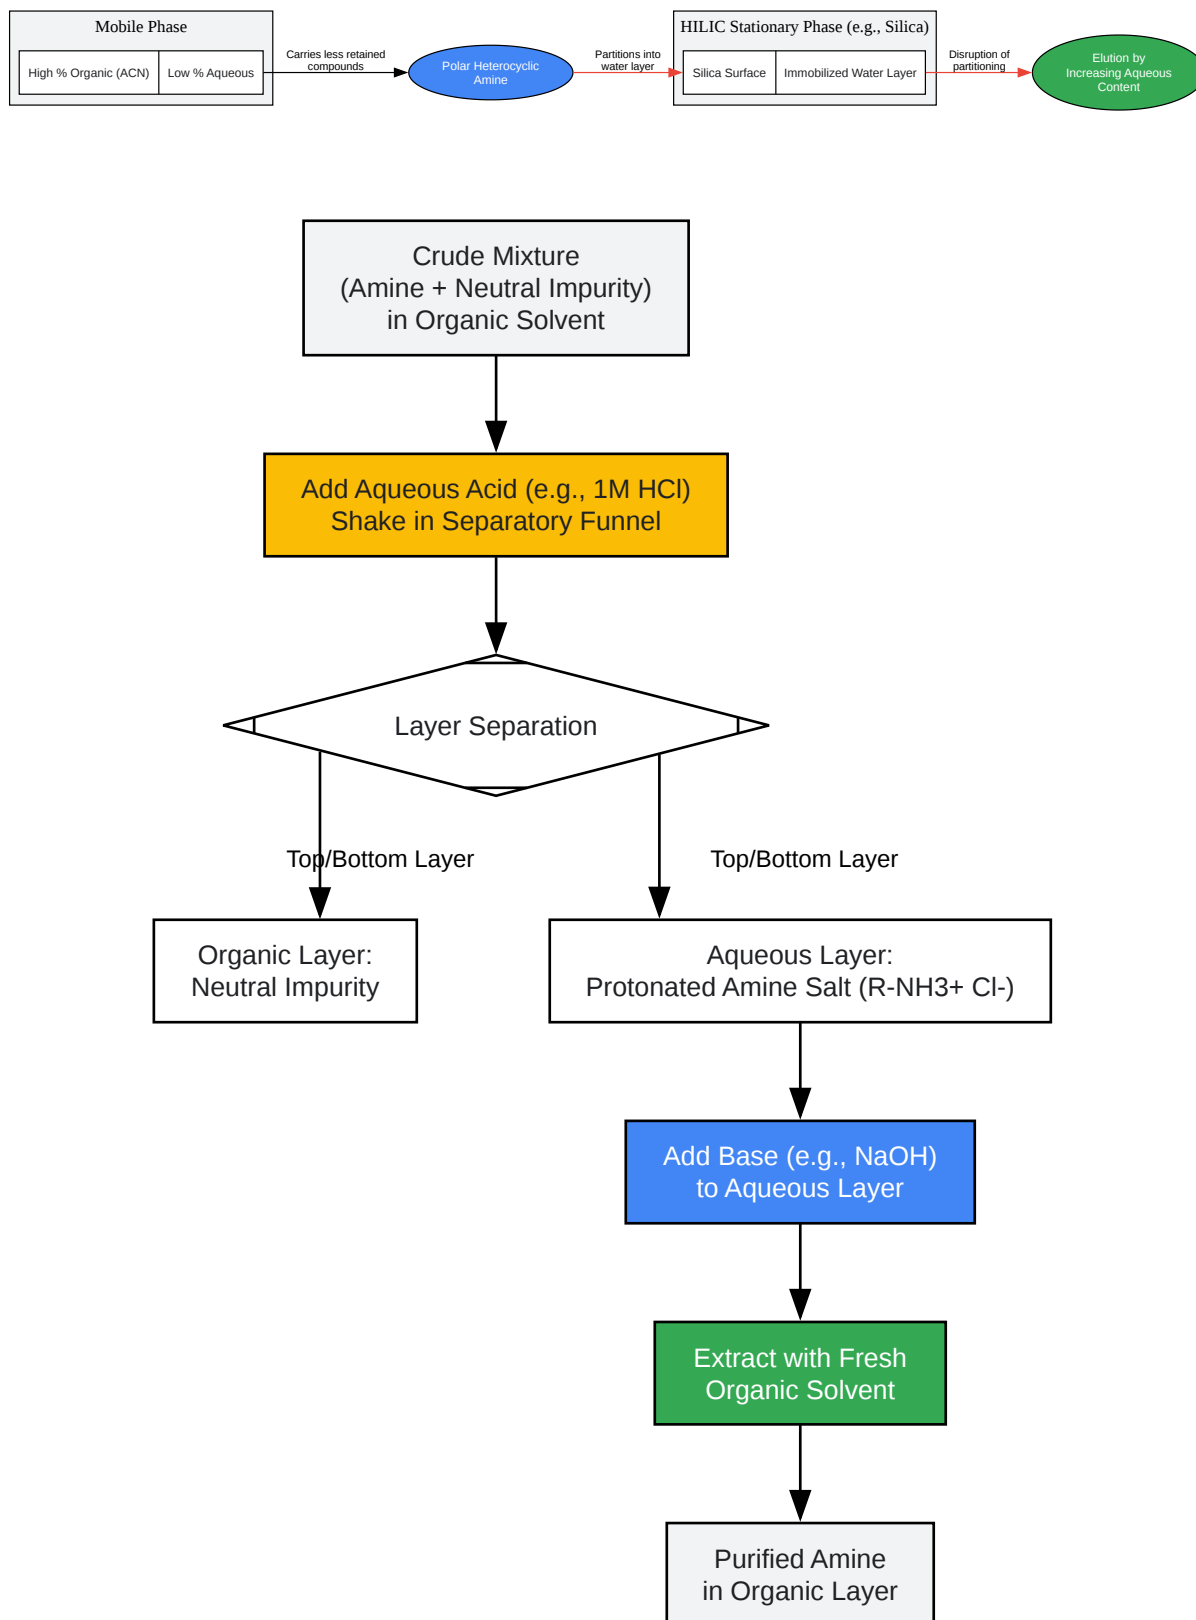 Mobile Phase
High % Organic (ACN)
Low % Aqueous
Carries less retained
compounds
Polar Heterocyclic
Amine
Partitions into
water layer
HILIC Stationary Phase (e.g., Silica)
Silica Surface
Immobilized Water Layer
Disruption of
partitioning
Elution by
Increasing Aqueous
Content
Crude Mixture
(Amine + Neutral Impurity)
in Organic Solvent
Add Aqueous Acid (e.g., 1M HCl)
Shake in Separatory Funnel
Layer Separation
Top/Bottom Layer
Top/Bottom Layer
Organic Layer:
Neutral Impurity
Aqueous Layer:
Protonated Amine Salt (R-NH3+ Cl-)
Add Base (e.g., NaOH)
to Aqueous Layer
Extract with Fresh
Organic Solvent
Purified Amine
in Organic Layer